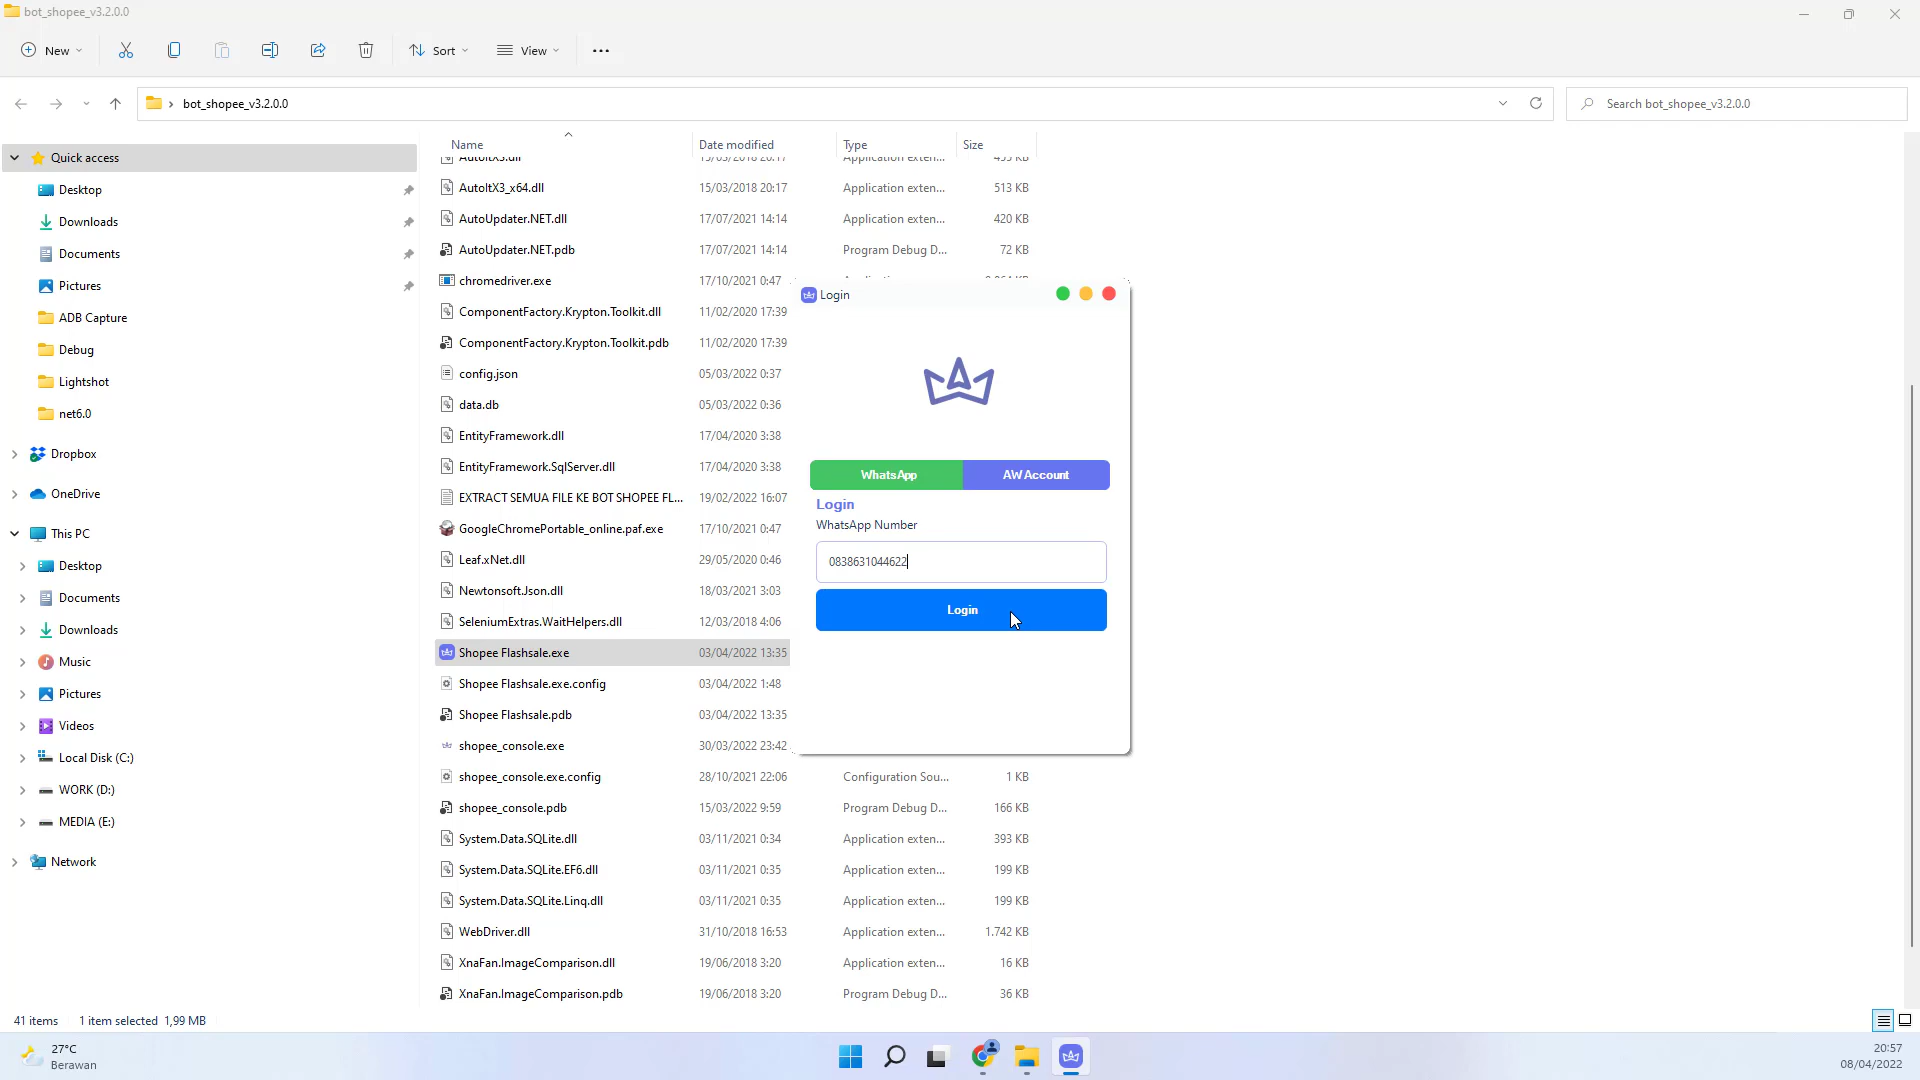 bot_shopee_v3.2.0.0
New
Sort
View
bot_shopee_v3.2.0.0
Search bot_shopee_v3.2.0.0
Quick access
Desktop
Downloads
Documents
Pictures
ADB Capture
Debug
Lightshot
net6.0
Dropbox
OneDrive
This PC
Desktop
Documents
Downloads
Music
Pictures
Videos
Local Disk (C:)
WORK (D:)
MEDIA (E:)
Network
Name Date modified Type Size
AutoItX3.dll 15/03/2018 20:17 Application exten... 455 KB
AutoItX3_x64.dll 15/03/2018 20:17 Application exten... 513 KB
AutoUpdater.NET.dll 17/07/2021 14:14 Application exten... 420 KB
AutoUpdater.NET.pdb 17/07/2021 14:14 Program Debug D... 72 KB
chromedriver.exe 17/10/2021 0:47
ComponentFactory.Krypton.Toolkit.dll 11/02/2020 17:39
ComponentFactory.Krypton.Toolkit.pdb 11/02/2020 17:39
config.json 05/03/2022 0:37
data.db 05/03/2022 0:36
EntityFramework.dll 17/04/2020 3:38
EntityFramework.SqlServer.dll 17/04/2020 3:38
EXTRACT SEMUA FILE KE BOT SHOPEE FL... 19/02/2022 16:07
GoogleChromePortable_online.paf.exe 17/10/2021 0:47
Leaf.xNet.dll 29/05/2020 0:46
Newtonsoft.Json.dll 18/03/2021 3:03
SeleniumExtras.WaitHelpers.dll 12/03/2018 4:06
Shopee Flashsale.exe 03/04/2022 13:35
Shopee Flashsale.exe.config 03/04/2022 1:48
Shopee Flashsale.pdb 03/04/2022 13:35
shopee_console.exe 30/03/2022 23:42
shopee_console.exe.config 28/10/2021 22:06 Configuration Sou... 1 KB
shopee_console.pdb 15/03/2022 9:59 Program Debug D... 166 KB
System.Data.SQLite.dll 03/11/2021 0:34 Application exten... 393 KB
System.Data.SQLite.EF6.dll 03/11/2021 0:35 Application exten... 199 KB
System.Data.SQLite.Linq.dll 03/11/2021 0:35 Application exten... 199 KB
WebDriver.dll 31/10/2018 16:53 Application exten... 1.742 KB
XnaFan.ImageComparison.dll 19/06/2018 3:20 Application exten... 16 KB
XnaFan.ImageComparison.pdb 19/06/2018 3:20 Program Debug D... 36 KB
Login
WhatsApp AW Account
Login
WhatsApp Number
0838631044622
Login
41 items 1 item selected 1,99 MB
27°C
Berawan
20:57
08/04/2022